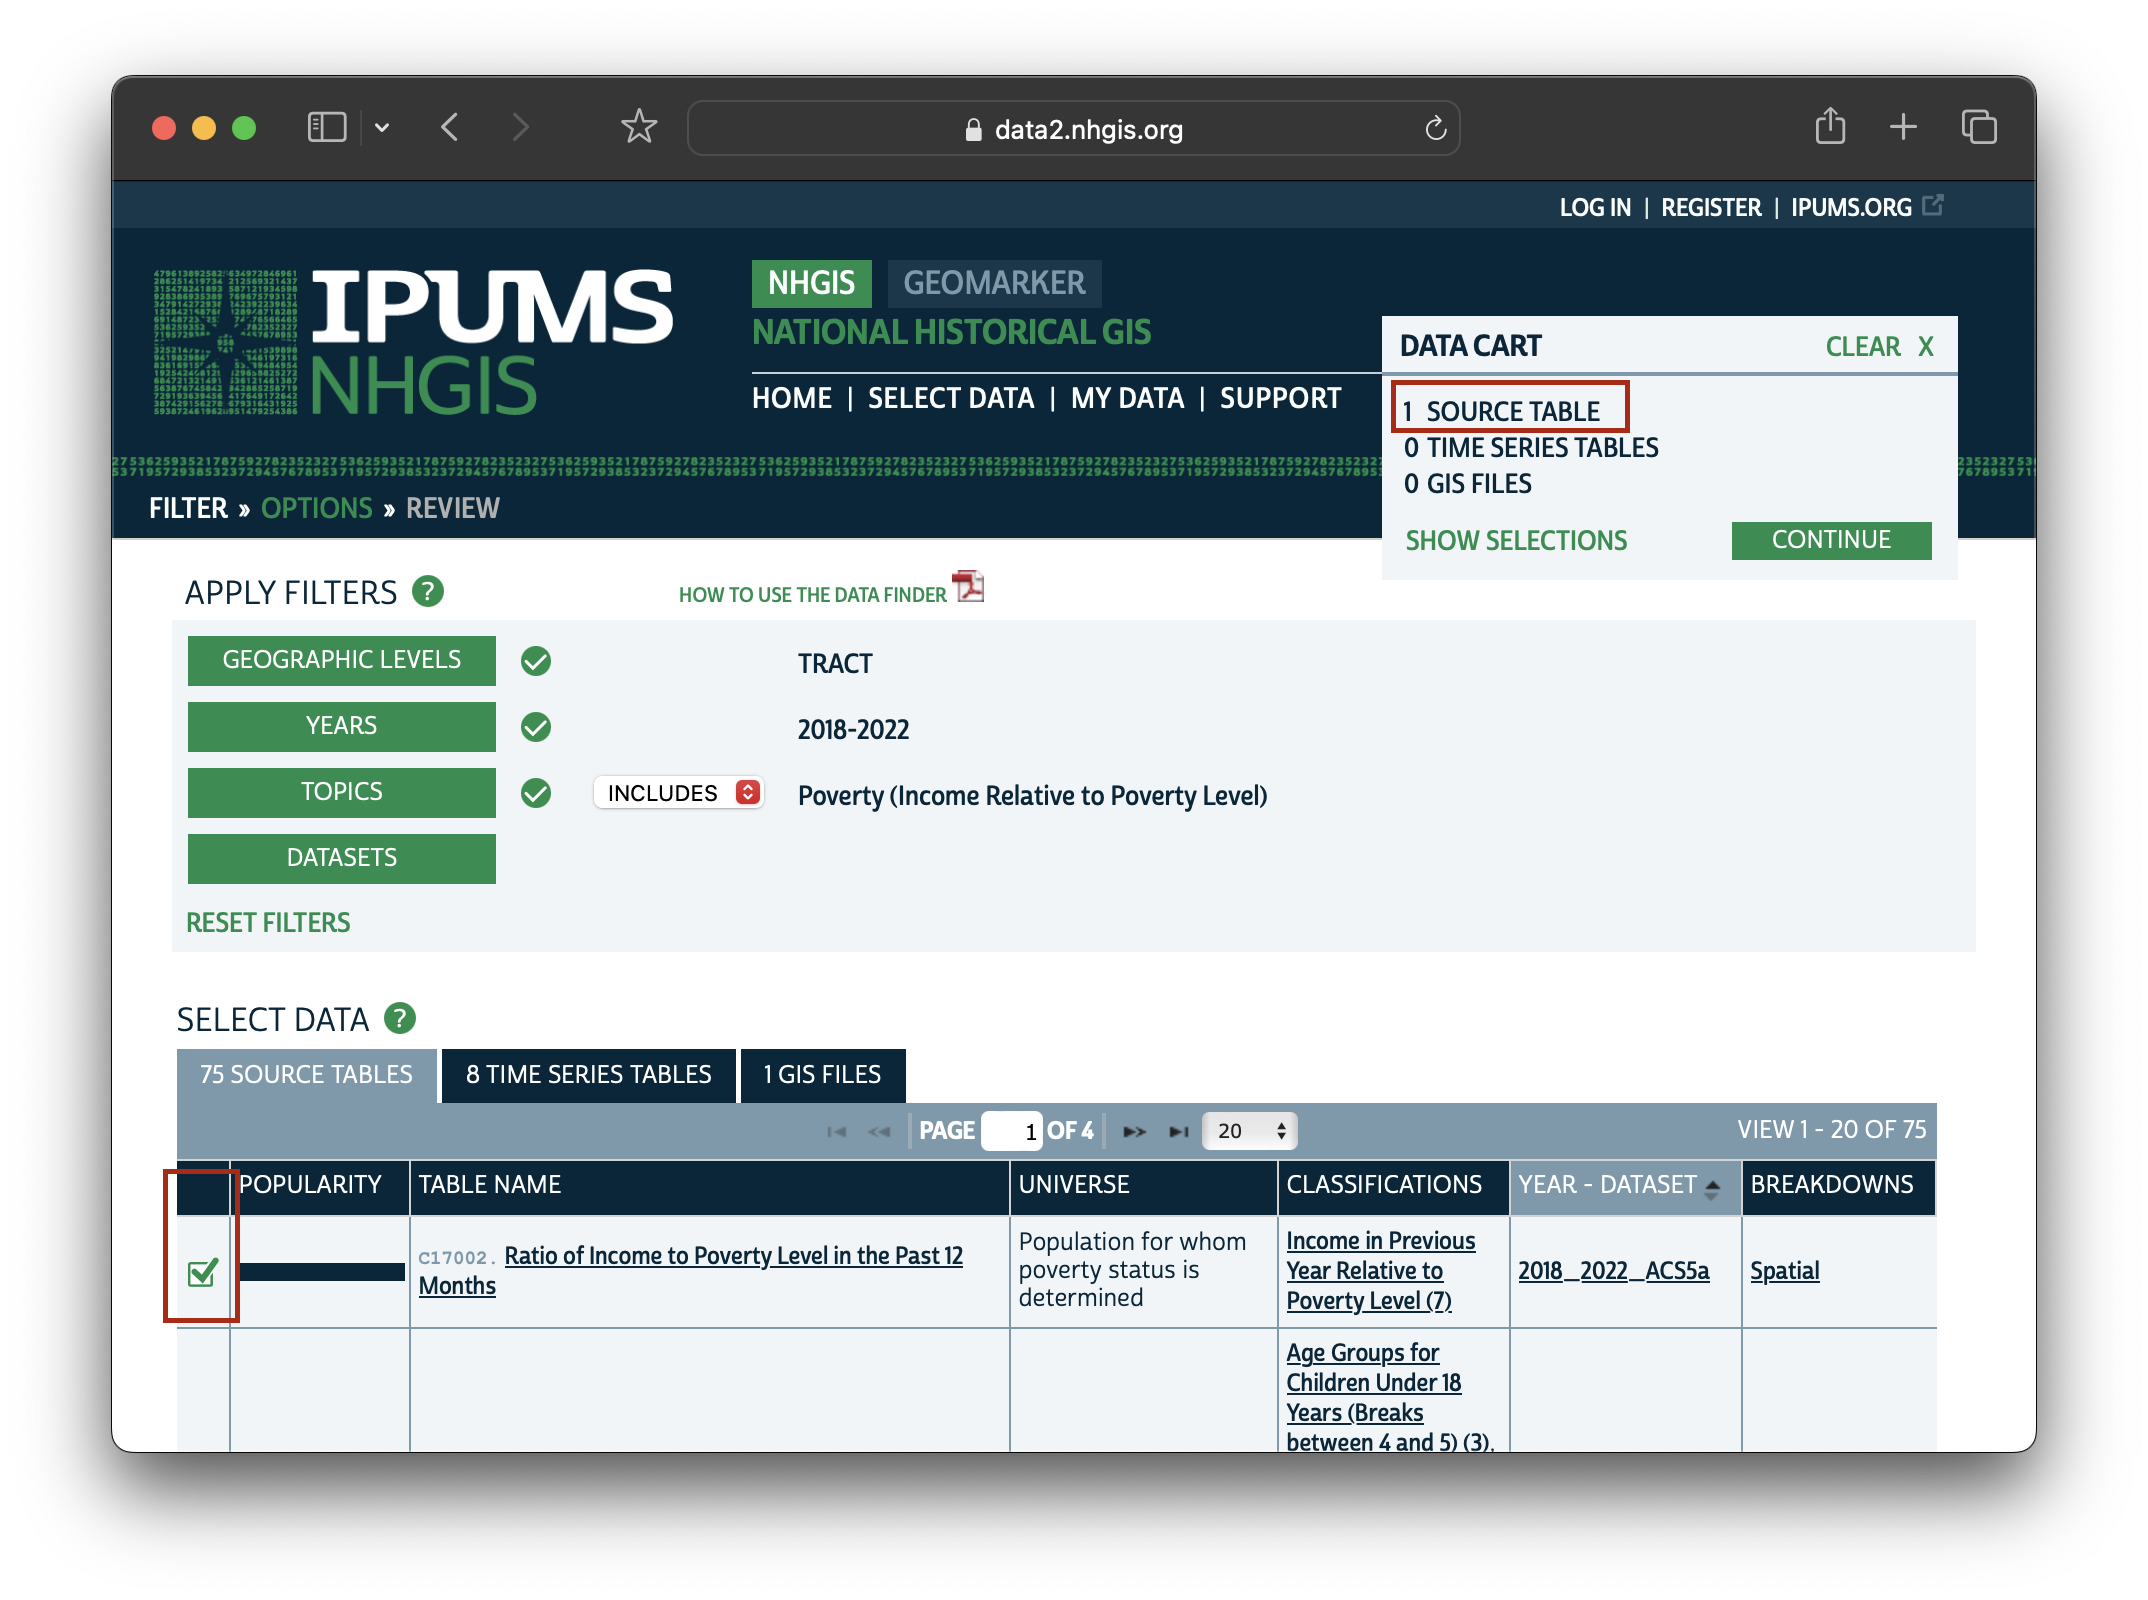 data2.nhgis.org
LOG IN | REGISTER | IPUMS.ORG
IPUMS
NHGIS
NHGIS GEOMARKER
NATIONAL HISTORICAL GIS
HOME | SELECT DATA | MY DATA | SUPPORT
DATA CART CLEAR X
1 SOURCE TABLE
0 TIME SERIES TABLES
0 GIS FILES
SHOW SELECTIONS CONTINUE
FILTER » OPTIONS » REVIEW
APPLY FILTERS ? HOW TO USE THE DATA FINDER
GEOGRAPHIC LEVELS TRACT
YEARS 2018-2022
TOPICS INCLUDES Poverty (Income Relative to Poverty Level)
DATASETS
RESET FILTERS
SELECT DATA ?
75 SOURCE TABLES 8 TIME SERIES TABLES 1 GIS FILES
PAGE 1 OF 4 20 VIEW 1 - 20 OF 75
POPULARITY TABLE NAME UNIVERSE CLASSIFICATIONS YEAR - DATASET BREAKDOWNS
C17002. Ratio of Income to Poverty Level in the Past 12
Months
Population for whom
poverty status is
determined
Income in Previous
Year Relative to
Poverty Level (7)
2018_2022_ACS5a
Spatial
Age Groups for
Children Under 18
Years (Breaks
between 4 and 5) (3),